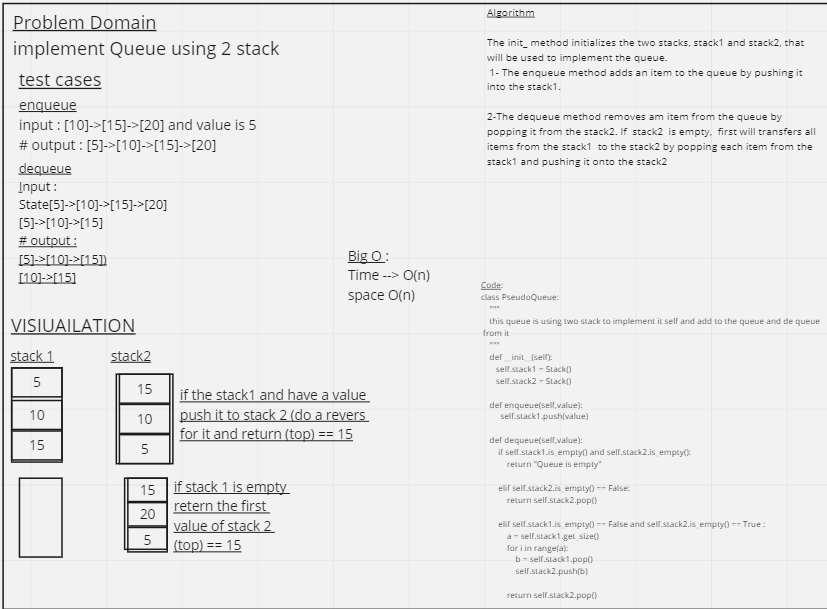 Problem Domain
implement Queue using 2 stack
test cases
enqueue
input : [10]->[15]->[20] and value is 5
# output : [5]->[10]->[15]->[20]
dequeue
Input :
State[5]->[10]->[15]->[20]
[5]->[10]->[15]
# output :
[5]->[10]->[15])
[10]->[15]
Big O :
Time --> O(n)
space O(n)
VISIUAILATION
stack 1
stack2
5
10
15
15
10
5
if the stack1 and have a value
push it to stack 2 (do a revers
for it and return (top) == 15
15
20
5
if stack 1 is empty
retern the first
value of stack 2
(top) == 15
Algorithm
The init_ method initializes the two stacks, stack1 and stack2, that
will be used to implement the queue.
1- The enqueue method adds an item to the queue by pushing it
into the stack1.
2-The dequeue method removes am item from the queue by
popping it from the stack2. If stack2 is empty, first will transfers all
items from the stack1 to the stack2 by popping each item from the
stack1 and pushing it onto the stack2
Code:
class PseudoQueue:
"""
this queue is using two stack to implement it self and add to the queue and de queue
from it
"""
def __init__(self):
self.stack1 = Stack()
self.stack2 = Stack()
def enqueue(self,value):
self.stack1.push(value)
def dequeue(self,value):
if self.stack1.is_empty() and self.stack2.is_empty():
return "Queue is empty"
elif self.stack2.is_empty() == False:
return self.stack2.pop()
elif self.stack1.is_empty() == False and self.stack2.is_empty() == True :
a = self.stack1.get_size()
for i in range(a):
b = self.stack1.pop()
self.stack2.push(b)
return self.stack2.pop()